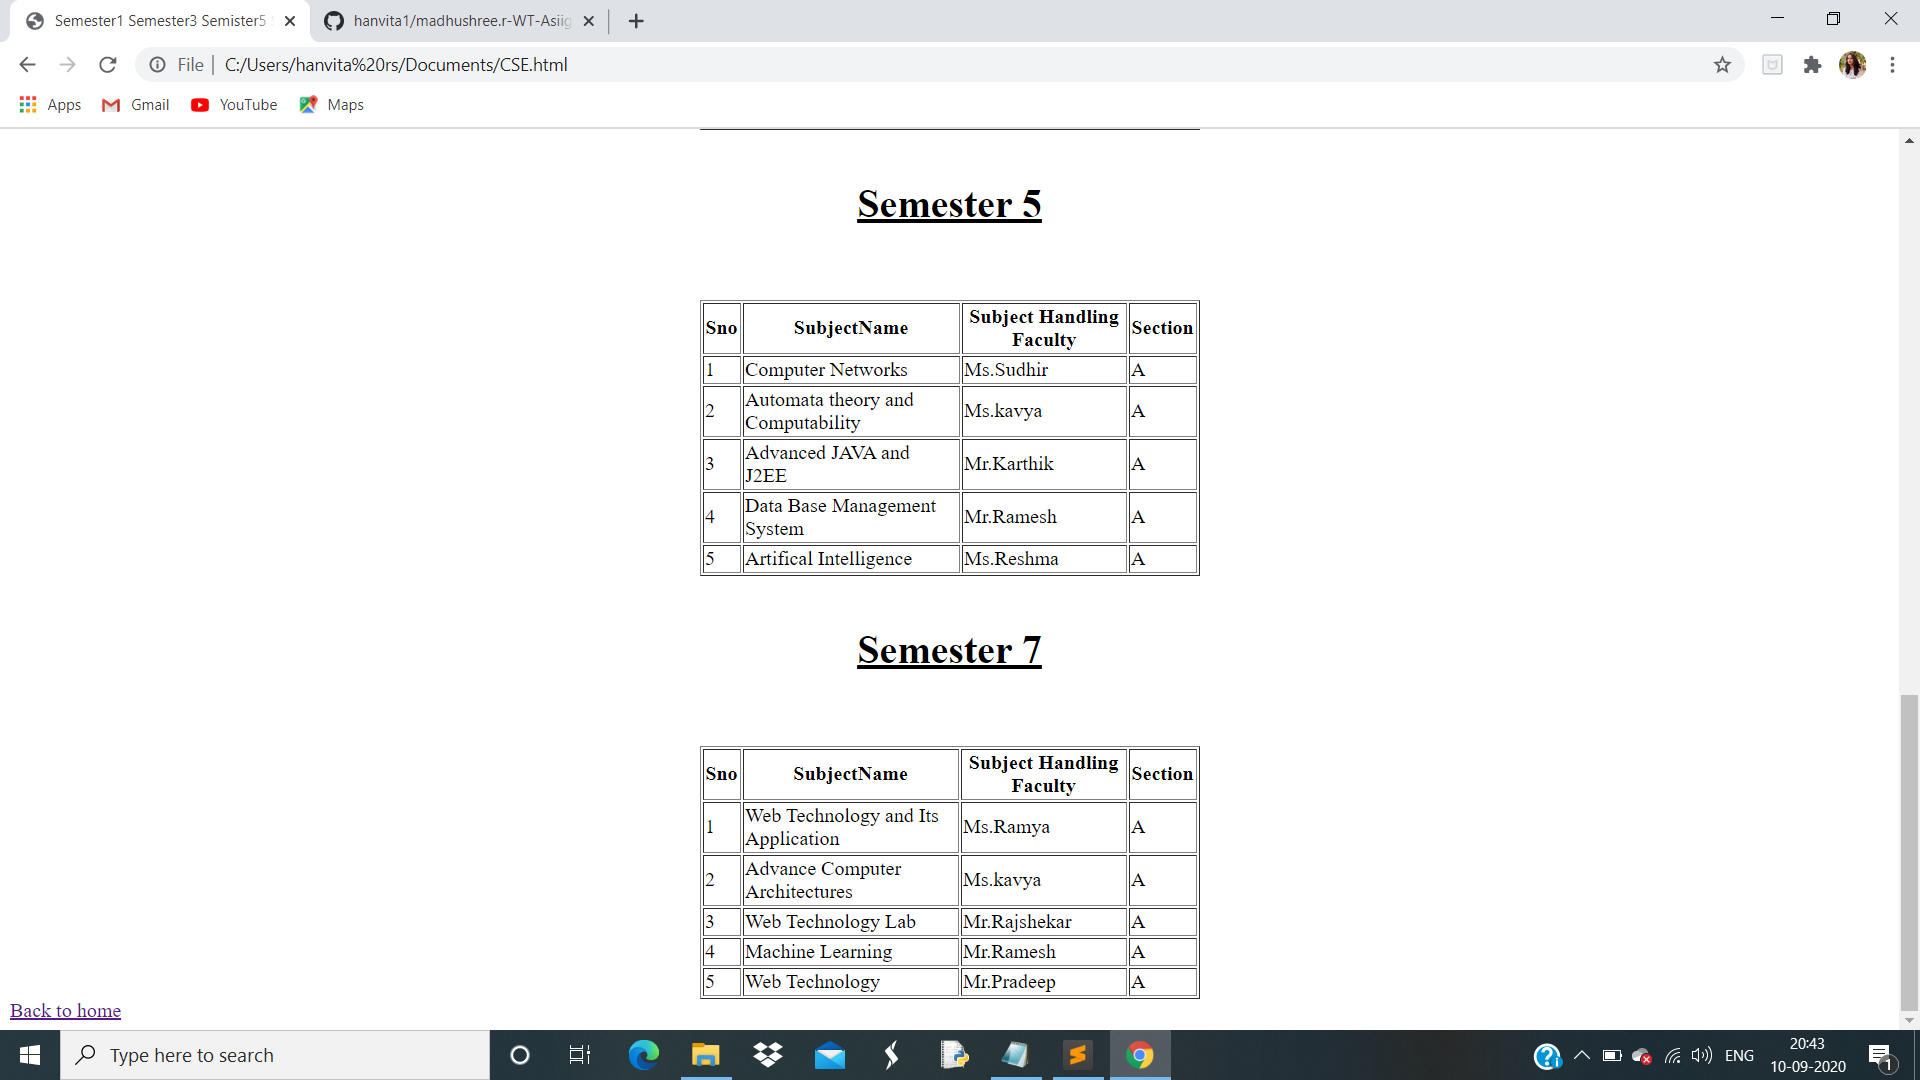 Semester1 Semester3 Semister5
hanvita1/madhushree.r-WT-Asiig
File
C:/Users/hanvita%20rs/Documents/CSE.html
Apps Gmail YouTube Maps
Semester 5
Sno SubjectName Subject Handling Faculty Section
1 Computer Networks Ms.Sudhir A
2 Automata theory and Computability Ms.kavya A
3 Advanced JAVA and J2EE Mr.Karthik A
4 Data Base Management System Mr.Ramesh A
5 Artifical Intelligence Ms.Reshma A
Semester 7
Sno SubjectName Subject Handling Faculty Section
1 Web Technology and Its Application Ms.Ramya A
2 Advance Computer Architectures Ms.kavya A
3 Web Technology Lab Mr.Rajshekar A
4 Machine Learning Mr.Ramesh A
5 Web Technology Mr.Pradeep A
Back to home
Type here to search
ENG
20:43
10-09-2020
1